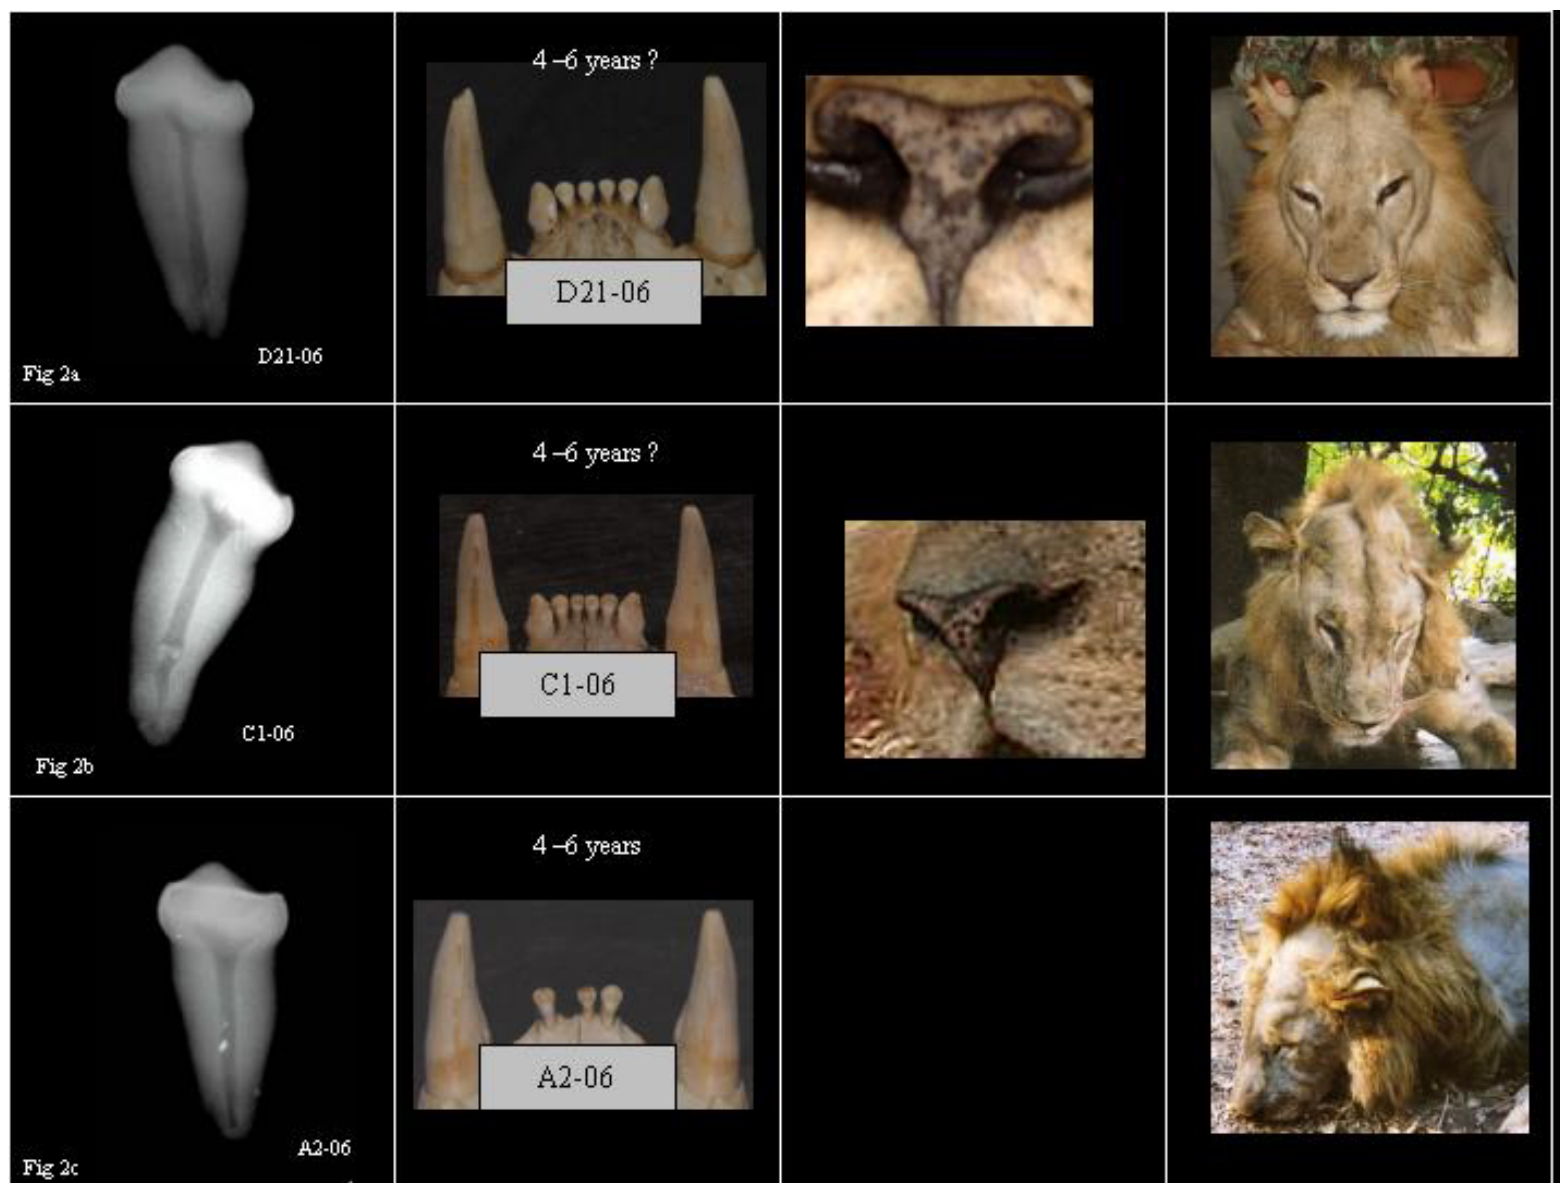 4 –6 years ?
D21-06
D21-06
Fig 2a
4 –6 years ?
C1-06
C1-06
Fig 2b
4 –6 years
A2-06
A2-06
Fig 2c